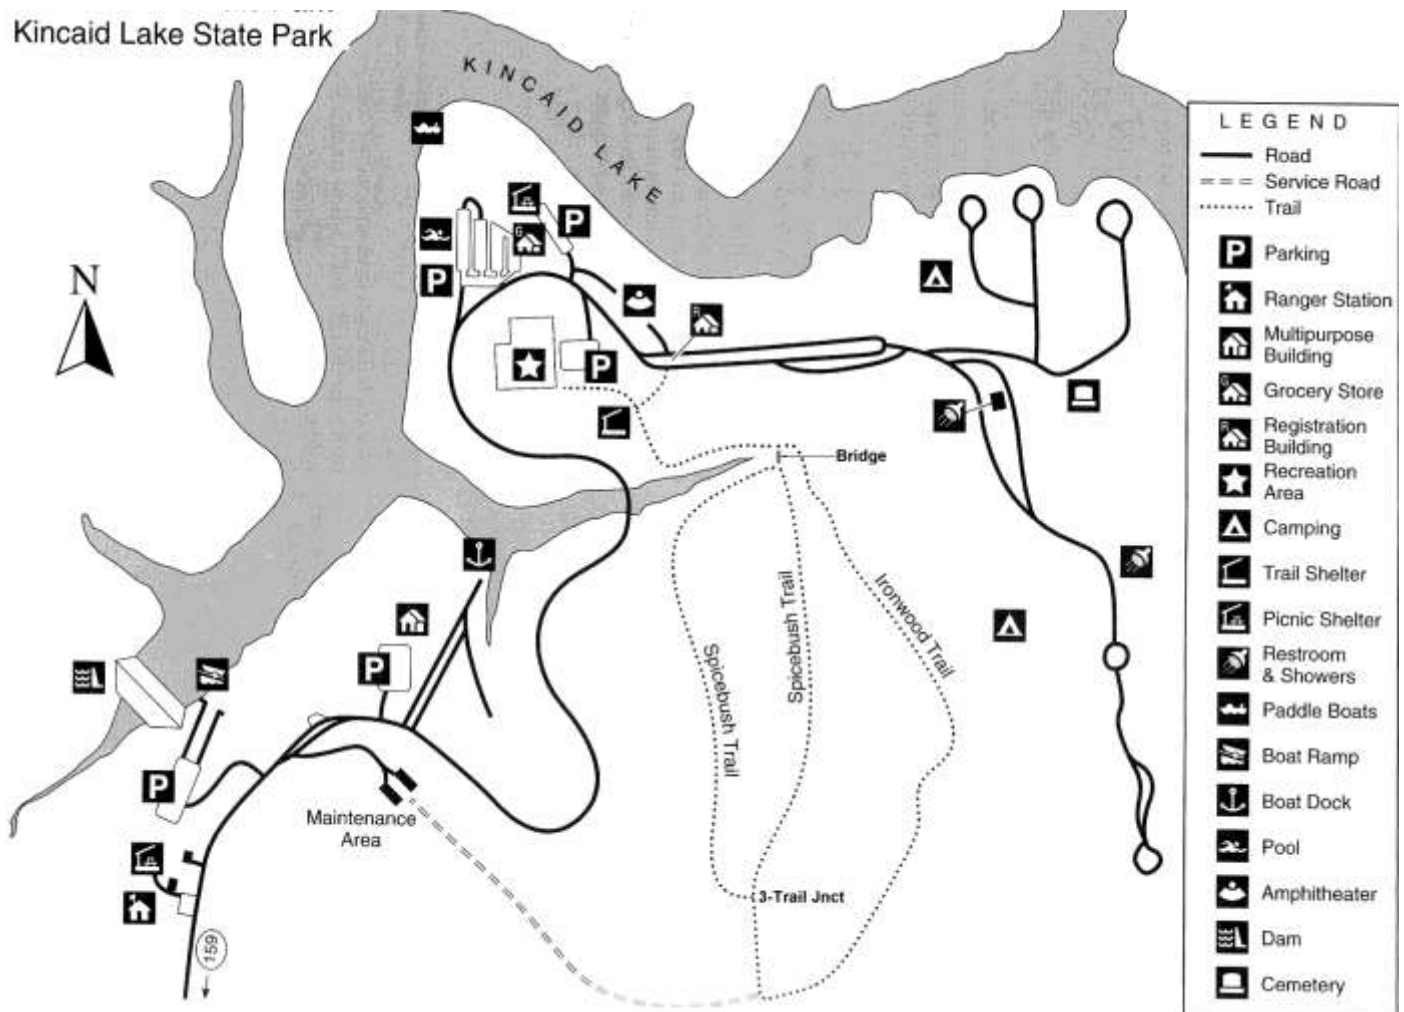 Kincaid Lake State Park
KINCAID LAKE
N
P
G
P
P
R
P
Bridge
Spicebush Trail
Spicebush Trail
Ironwood Trail
P
P
Maintenance
Area
3-Trail Jnct
159
LEGEND
Road
Service Road
Trail
P Parking
Ranger Station
Multipurpose
Building
G Grocery Store
R Registration
Building
Recreation
Area
Camping
Trail Shelter
Picnic Shelter
Restroom
& Showers
Paddle Boats
Boat Ramp
Boat Dock
Pool
Amphitheater
Dam
Cemetery